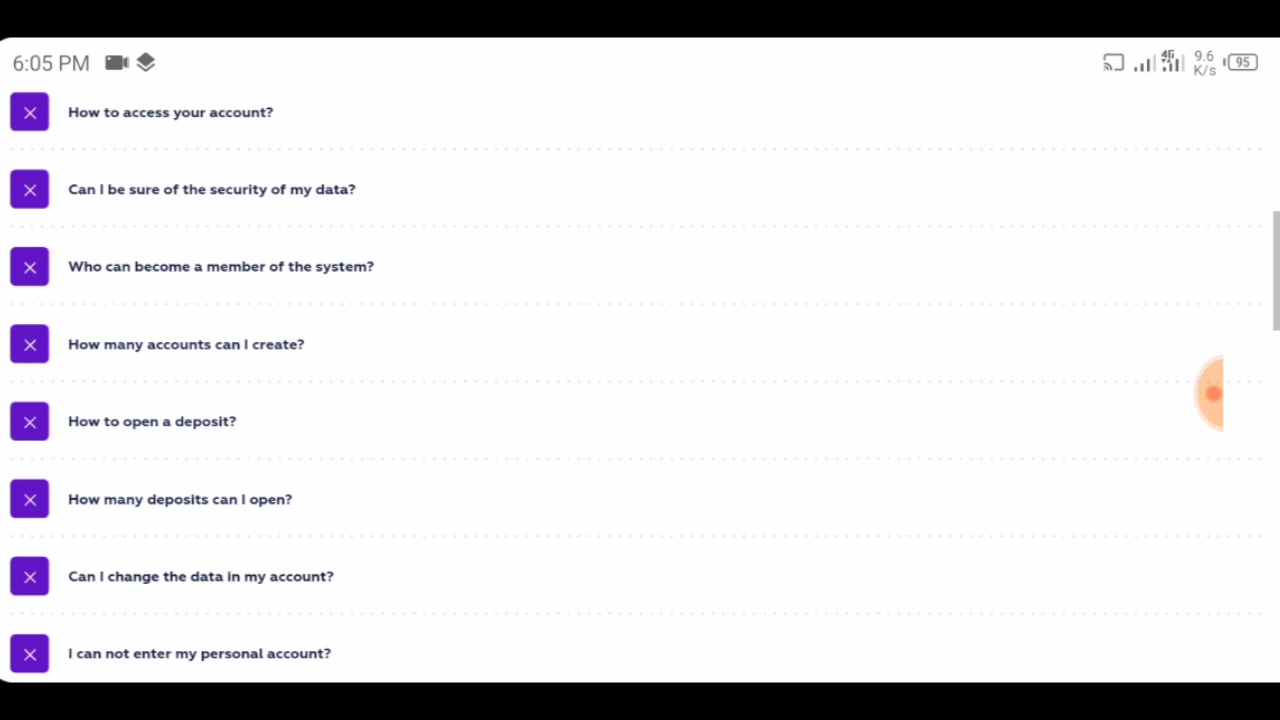 6:05 PM 4G 9.6 K/s 95
How to access your account?
Can I be sure of the security of my data?
Who can become a member of the system?
How many accounts can I create?
How to open a deposit?
How many deposits can I open?
Can I change the data in my account?
I can not enter my personal account?